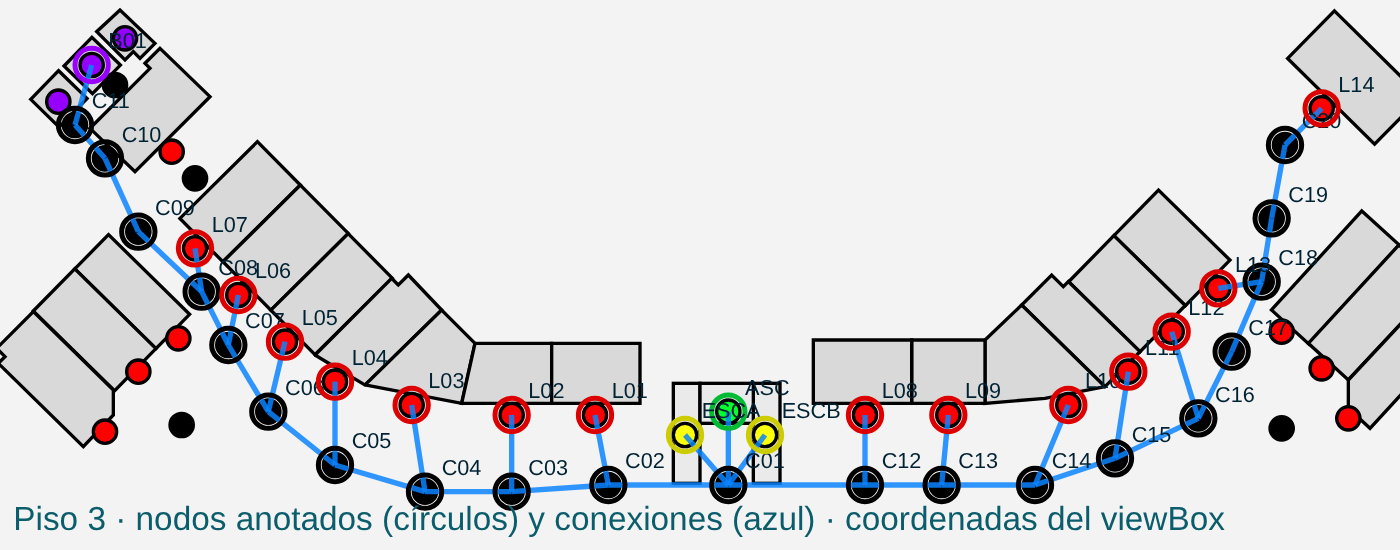 B01
L14
C11
C20
C10
C19
C09
L07
C08
L06
L13
C18
C07
L05
L12
C17
L04
L11
C06
L03
L02
L01
ASC
ESCA
ESCB
L08
L09
L10
C16
C05
C15
C04
C03
C02
C01
C12
C13
C14
Piso 3 · nodos anotados (círculos) y conexiones (azul) · coordenadas del viewBox